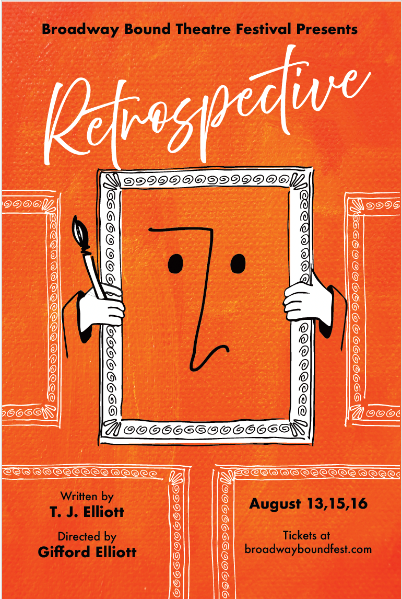 Broadway Bound Theatre Festival Presents
Retrospective
Written by
T. J. Elliott
Directed by
Gifford Elliott
August 13,15,16
Tickets at
broadwayboundfest.com